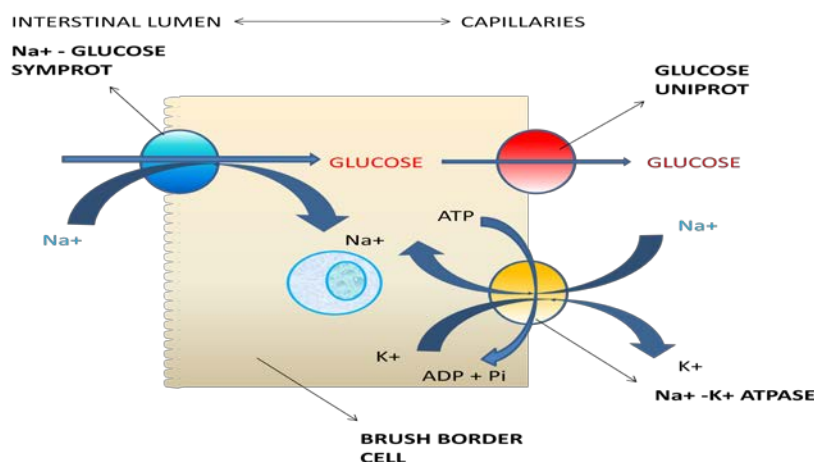 INTERSTINAL LUMEN
CAPILLARIES
Na+ - GLUCOSE
SYMPROT
GLUCOSE
UNIPROT
GLUCOSE
GLUCOSE
Na+
Na+
ATP
Na+
K+
ADP + Pi
K+
Na+ -K+ ATPASE
BRUSH BORDER
CELL